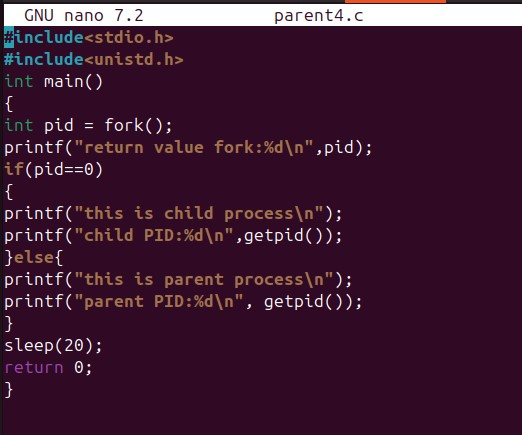 GNU nano 7.2 parent4.c
#include<stdio.h>
#include<unistd.h>
int main()
{
int pid = fork();
printf("return value fork:%d\n",pid);
if(pid==0)
{
printf("this is child process\n");
printf("child PID:%d\n",getpid());
}else{
printf("this is parent process\n");
printf("parent PID:%d\n", getpid());
}
sleep(20);
return 0;
}